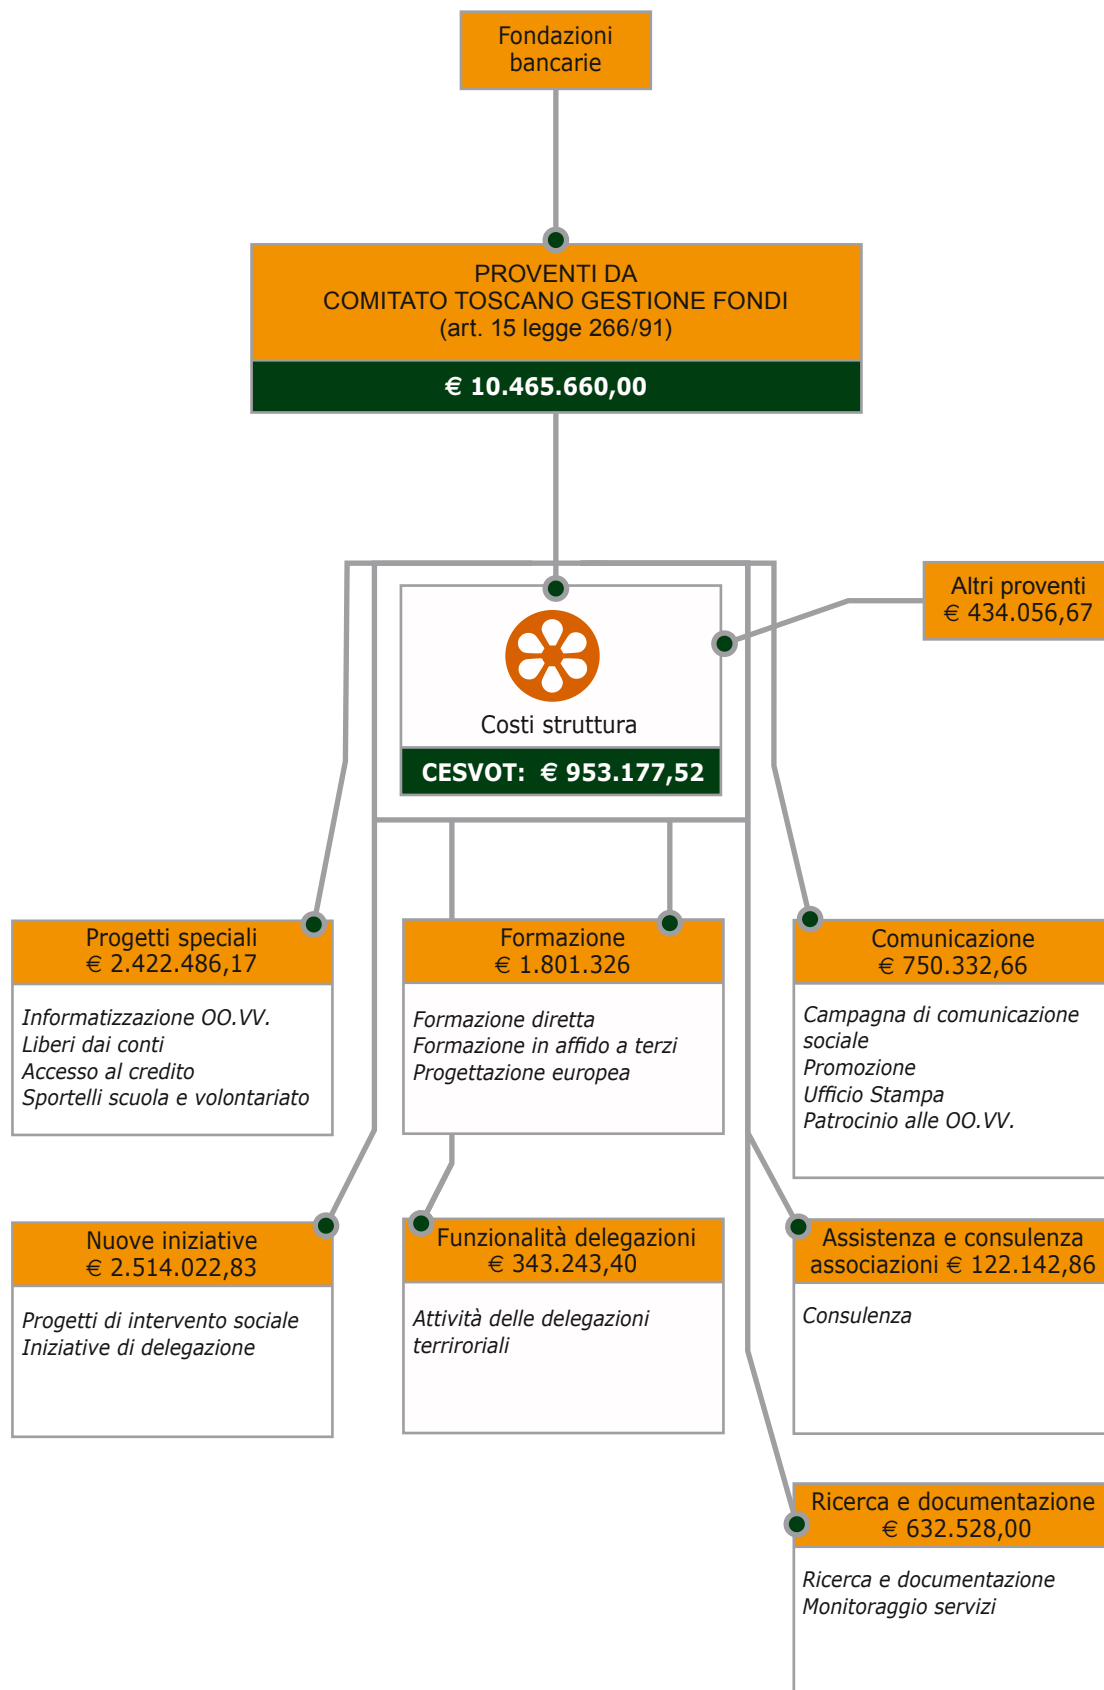 Fondazioni
bancarie
PROVENTI DA
COMITATO TOSCANO GESTIONE FONDI
(art. 15 legge 266/91)
€ 10.465.660,00
Altri proventi
€ 434.056,67
Costi struttura
CESVOT: € 953.177,52
Progetti speciali
€ 2.422.486,17
Informatizzazione OO.VV.
Liberi dai conti
Accesso al credito
Sportelli scuola e volontariato
Formazione
€ 1.801.326
Formazione diretta
Formazione in affido a terzi
Progettazione europea
Comunicazione
€ 750.332,66
Campagna di comunicazione
sociale
Promozione
Ufficio Stampa
Patrocinio alle OO.VV.
Nuove iniziative
€ 2.514.022,83
Progetti di intervento sociale
Iniziative di delegazione
Funzionalità delegazioni
€ 343.243,40
Attività delle delegazioni
terriroriali
Assistenza e consulenza
associazioni € 122.142,86
Consulenza
Ricerca e documentazione
€ 632.528,00
Ricerca e documentazione
Monitoraggio servizi